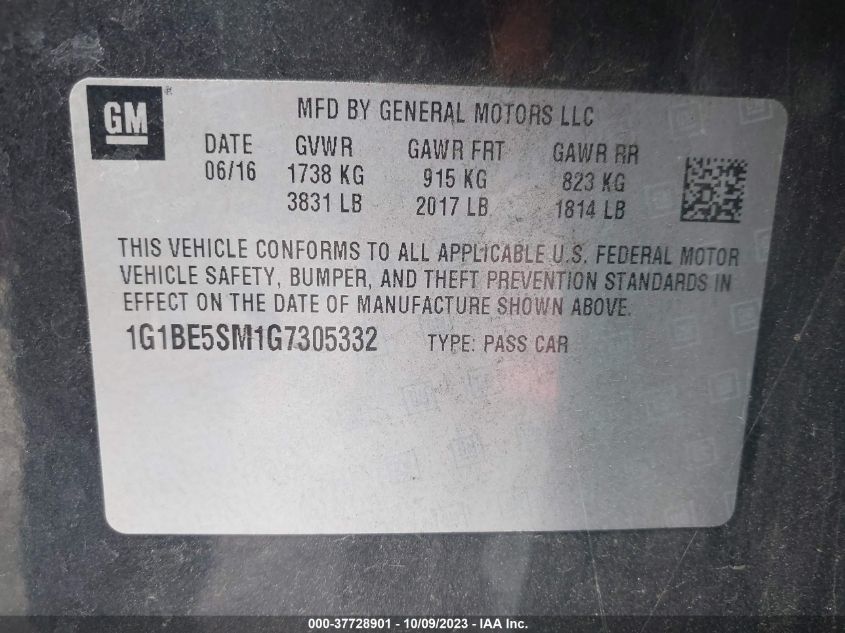 GM®
MFD BY GENERAL MOTORS LLC
DATE GVWR GAWR FRT GAWR RR
06/16 1738 KG 915 KG 823 KG
3831 LB 2017 LB 1814 LB
THIS VEHICLE CONFORMS TO ALL APPLICABLE U.S. FEDERAL MOTOR
VEHICLE SAFETY, BUMPER, AND THEFT PREVENTION STANDARDS IN
EFFECT ON THE DATE OF MANUFACTURE SHOWN ABOVE.
1G1BE5SM1G7305332 TYPE: PASS CAR
000-37728901 - 10/09/2023 - IAA Inc.